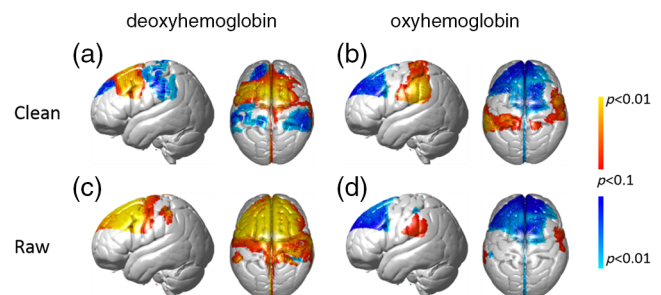 deoxyhemoglobin oxyhemoglobin
(a) (b)
Clean
p<0.01
p<0.1
(c) (d)
Raw
p<0.01